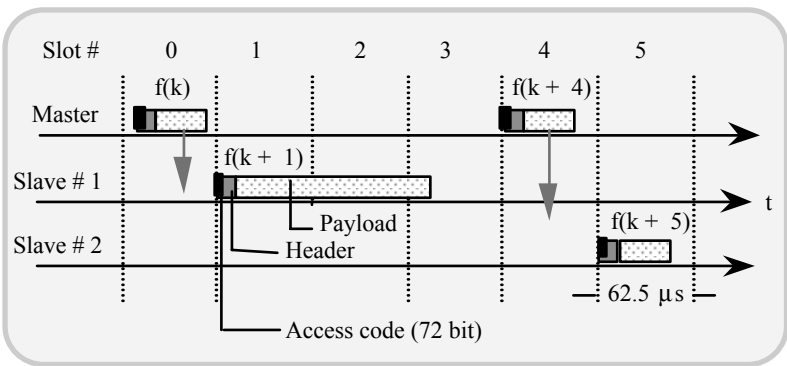 Slot # 0 1 2 3 4 5
f(k) f(k + 4)
Master
f(k + 1)
Slave # 1
t
Payload
f(k + 5)
Slave # 2
Header
62.5 μs
Access code (72 bit)